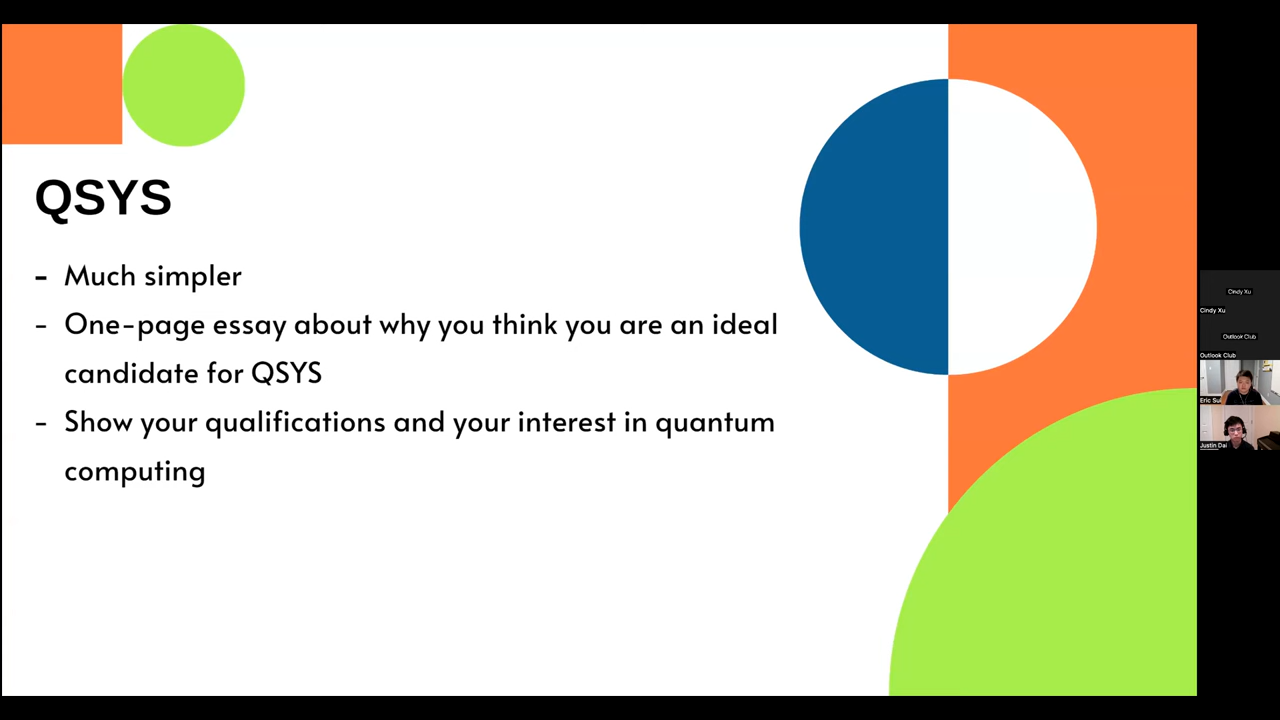 QSYS
- Much simpler
- One-page essay about why you think you are an ideal
candidate for QSYS
- Show your qualifications and your interest in quantum
computing
Cindy Xu
Cindy Xu
Outlook Club
Outlook Club
Eric Sui
Justin Dai